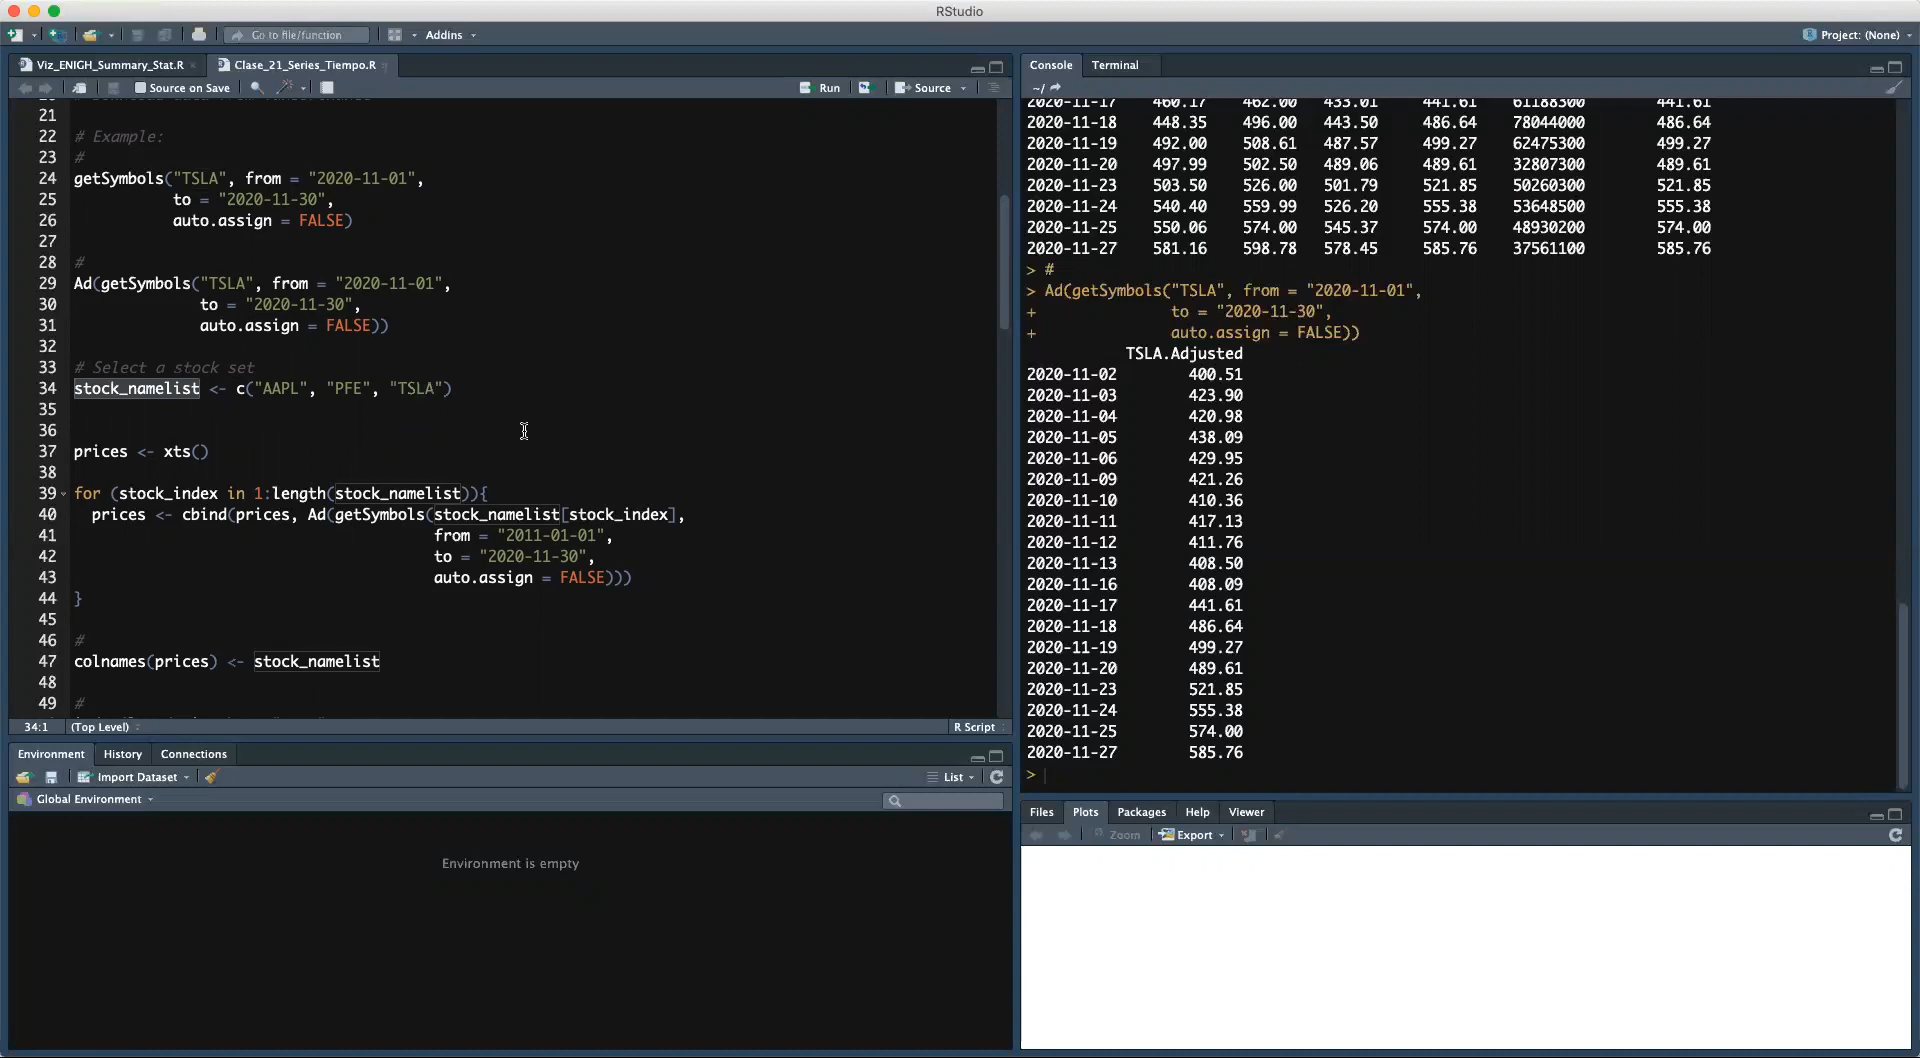 RStudio
Go to file/function
Addins
Project: (None)
Viz_ENIGH_Summary_Stat.R
Clase_21_Series_Tiempo.R
Source on Save
Run
Source
21
22 # Example:
23 #
24 getSymbols("TSLA", from = "2020-11-01",
25 to = "2020-11-30",
26 auto.assign = FALSE)
27
28 #
29 Ad(getSymbols("TSLA", from = "2020-11-01",
30 to = "2020-11-30",
31 auto.assign = FALSE))
32
33 # Select a stock set
34 stock_namelist <- c("AAPL", "PFE", "TSLA")
35
36
37 prices <- xts()
38
39 for (stock_index in 1:length(stock_namelist)){
40 prices <- cbind(prices, Ad(getSymbols(stock_namelist[stock_index],
41 from = "2011-01-01",
42 to = "2020-11-30",
43 auto.assign = FALSE)))
44 }
45
46 #
47 colnames(prices) <- stock_namelist
48
49 #
34:1 (Top Level) R Script
Environment History Connections
Import Dataset List
Global Environment
Environment is empty
Console Terminal
~/
2020-11-17 460.17 462.00 433.01 441.61 61188300 441.61
2020-11-18 448.35 496.00 443.50 486.64 78044000 486.64
2020-11-19 492.00 508.61 487.57 499.27 62475300 499.27
2020-11-20 497.99 502.50 489.06 489.61 32807300 489.61
2020-11-23 503.50 526.00 501.79 521.85 50260300 521.85
2020-11-24 540.40 559.99 526.20 555.38 53648500 555.38
2020-11-25 550.06 574.00 545.37 574.00 48930200 574.00
2020-11-27 581.16 598.78 578.45 585.76 37561100 585.76
> #
> Ad(getSymbols("TSLA", from = "2020-11-01",
+ to = "2020-11-30",
+ auto.assign = FALSE))
TSLA.Adjusted
2020-11-02 400.51
2020-11-03 423.90
2020-11-04 420.98
2020-11-05 438.09
2020-11-06 429.95
2020-11-09 421.26
2020-11-10 410.36
2020-11-11 417.13
2020-11-12 411.76
2020-11-13 408.50
2020-11-16 408.09
2020-11-17 441.61
2020-11-18 486.64
2020-11-19 499.27
2020-11-20 489.61
2020-11-23 521.85
2020-11-24 555.38
2020-11-25 574.00
2020-11-27 585.76
>
Files Plots Packages Help Viewer
Zoom Export